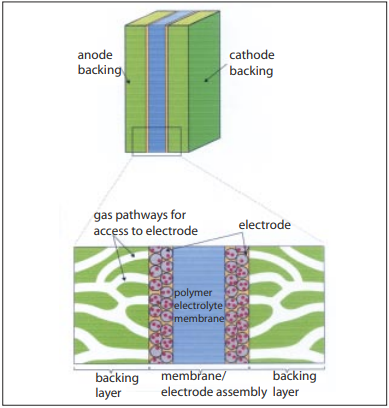 anode
backing
cathode
backing
gas pathways for
access to electrode
electrode
polymer
electrolyte
membrane
backing
layer
membrane/
electrode assembly
backing
layer